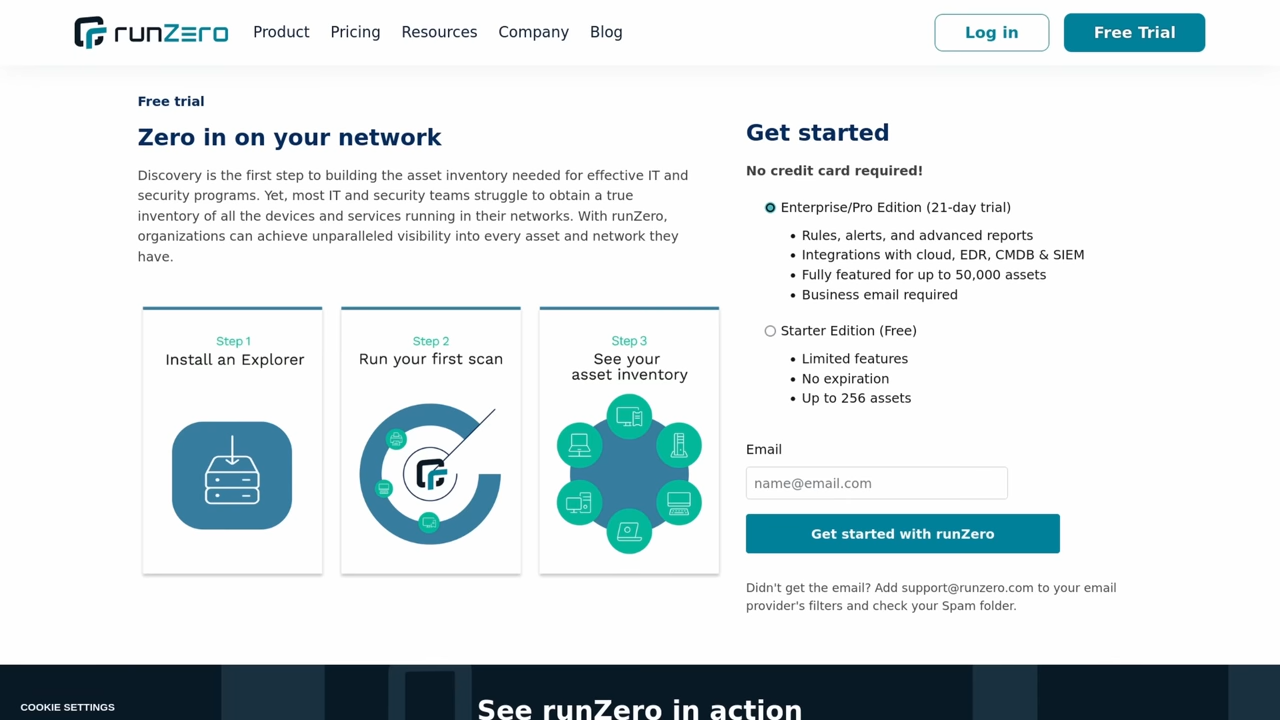 runZero
Product
Pricing
Resources
Company
Blog
Log in
Free Trial
Free trial
Zero in on your network
Discovery is the first step to building the asset inventory needed for effective IT and
security programs. Yet, most IT and security teams struggle to obtain a true
inventory of all the devices and services running in their networks. With runZero,
organizations can achieve unparalleled visibility into every asset and network they
have.
Step 1
Install an Explorer
Step 2
Run your first scan
Step 3
See your
asset inventory
Get started
No credit card required!
Enterprise/Pro Edition (21-day trial)
• Rules, alerts, and advanced reports
• Integrations with cloud, EDR, CMDB & SIEM
• Fully featured for up to 50,000 assets
• Business email required
Starter Edition (Free)
• Limited features
• No expiration
• Up to 256 assets
Email
name@email.com
Get started with runZero
Didn't get the email? Add support@runzero.com to your email
provider's filters and check your Spam folder.
COOKIE SETTINGS
See runZero in action